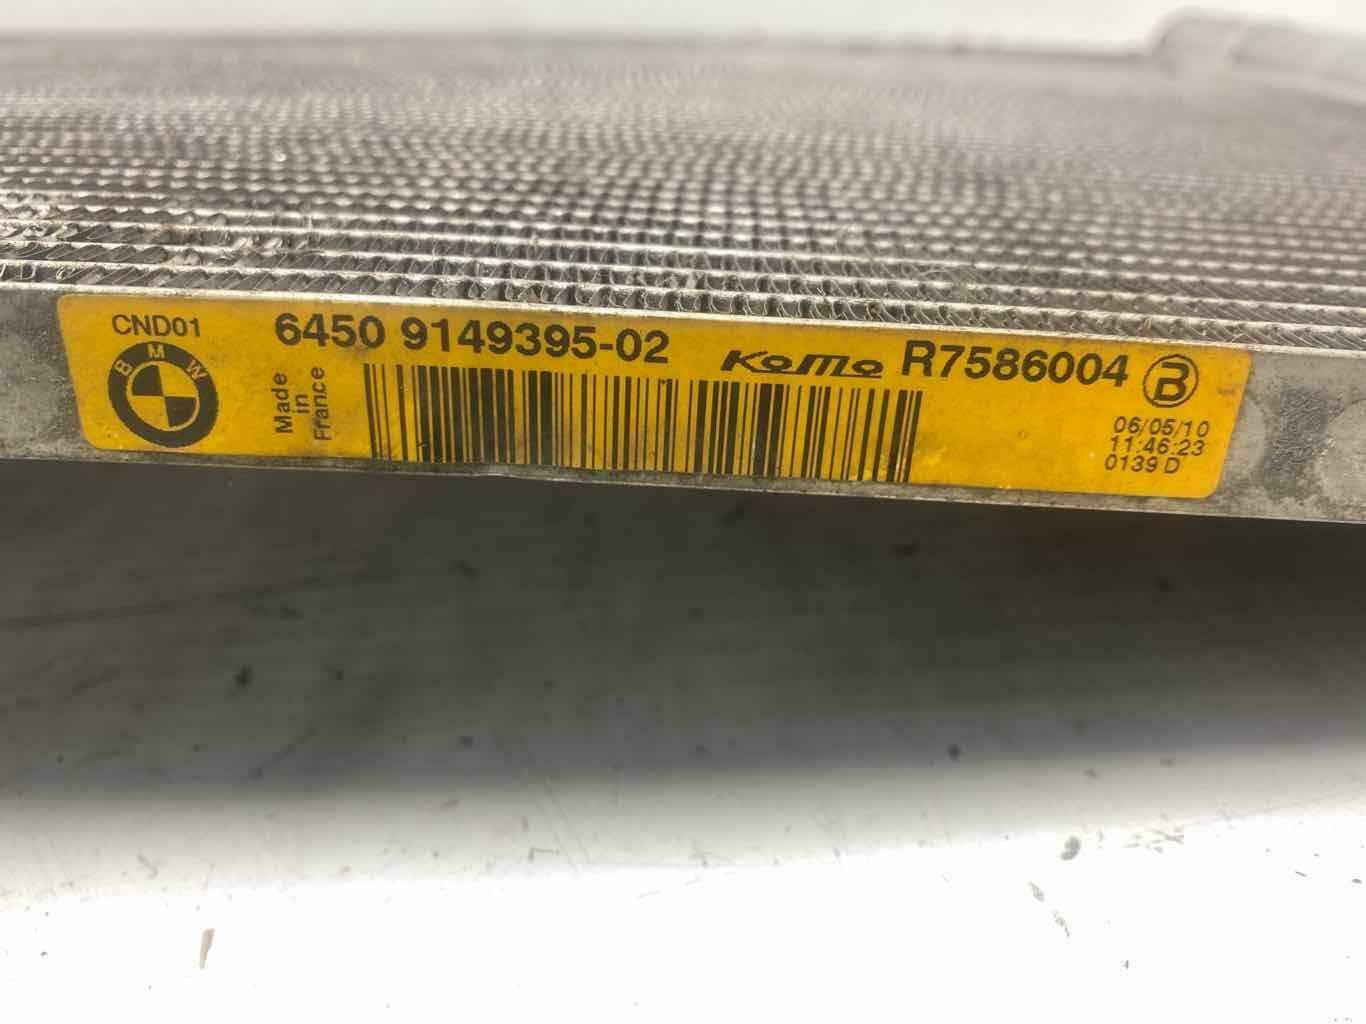 CND01
BMW
6450 9149395-02
Made
in
France
KoMo
R7586004
B
06/05/10
11:46:23
0139 D